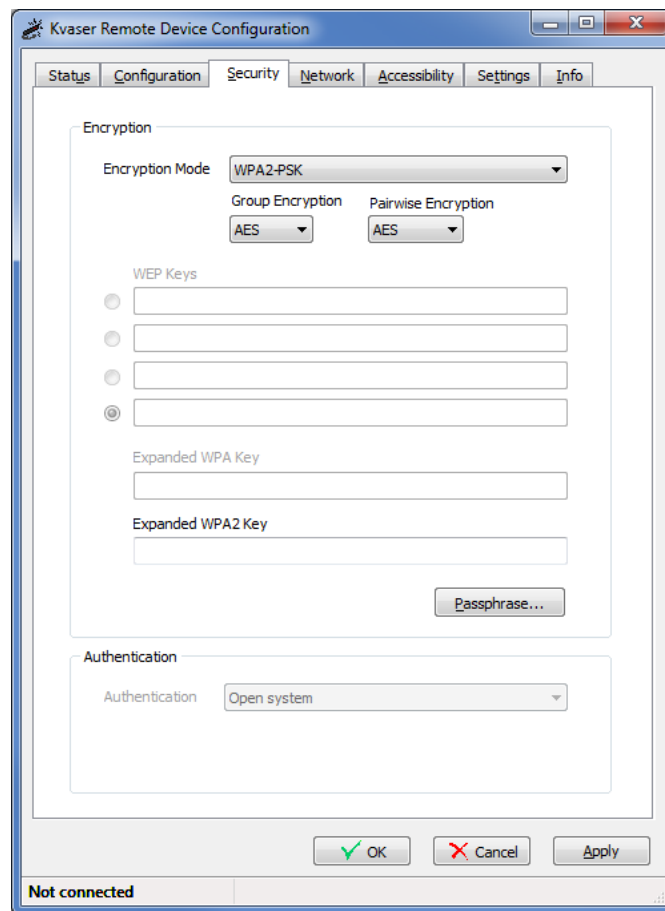 Kvaser Remote Device Configuration
Status Configuration Security Network Accessibility Settings Info
Encryption
Encryption Mode WPA2-PSK
Group Encryption Pairwise Encryption
AES AES
WEP Keys
Expanded WPA Key
Expanded WPA2 Key
Passphrase...
Authentication
Authentication Open system
OK Cancel Apply
Not connected